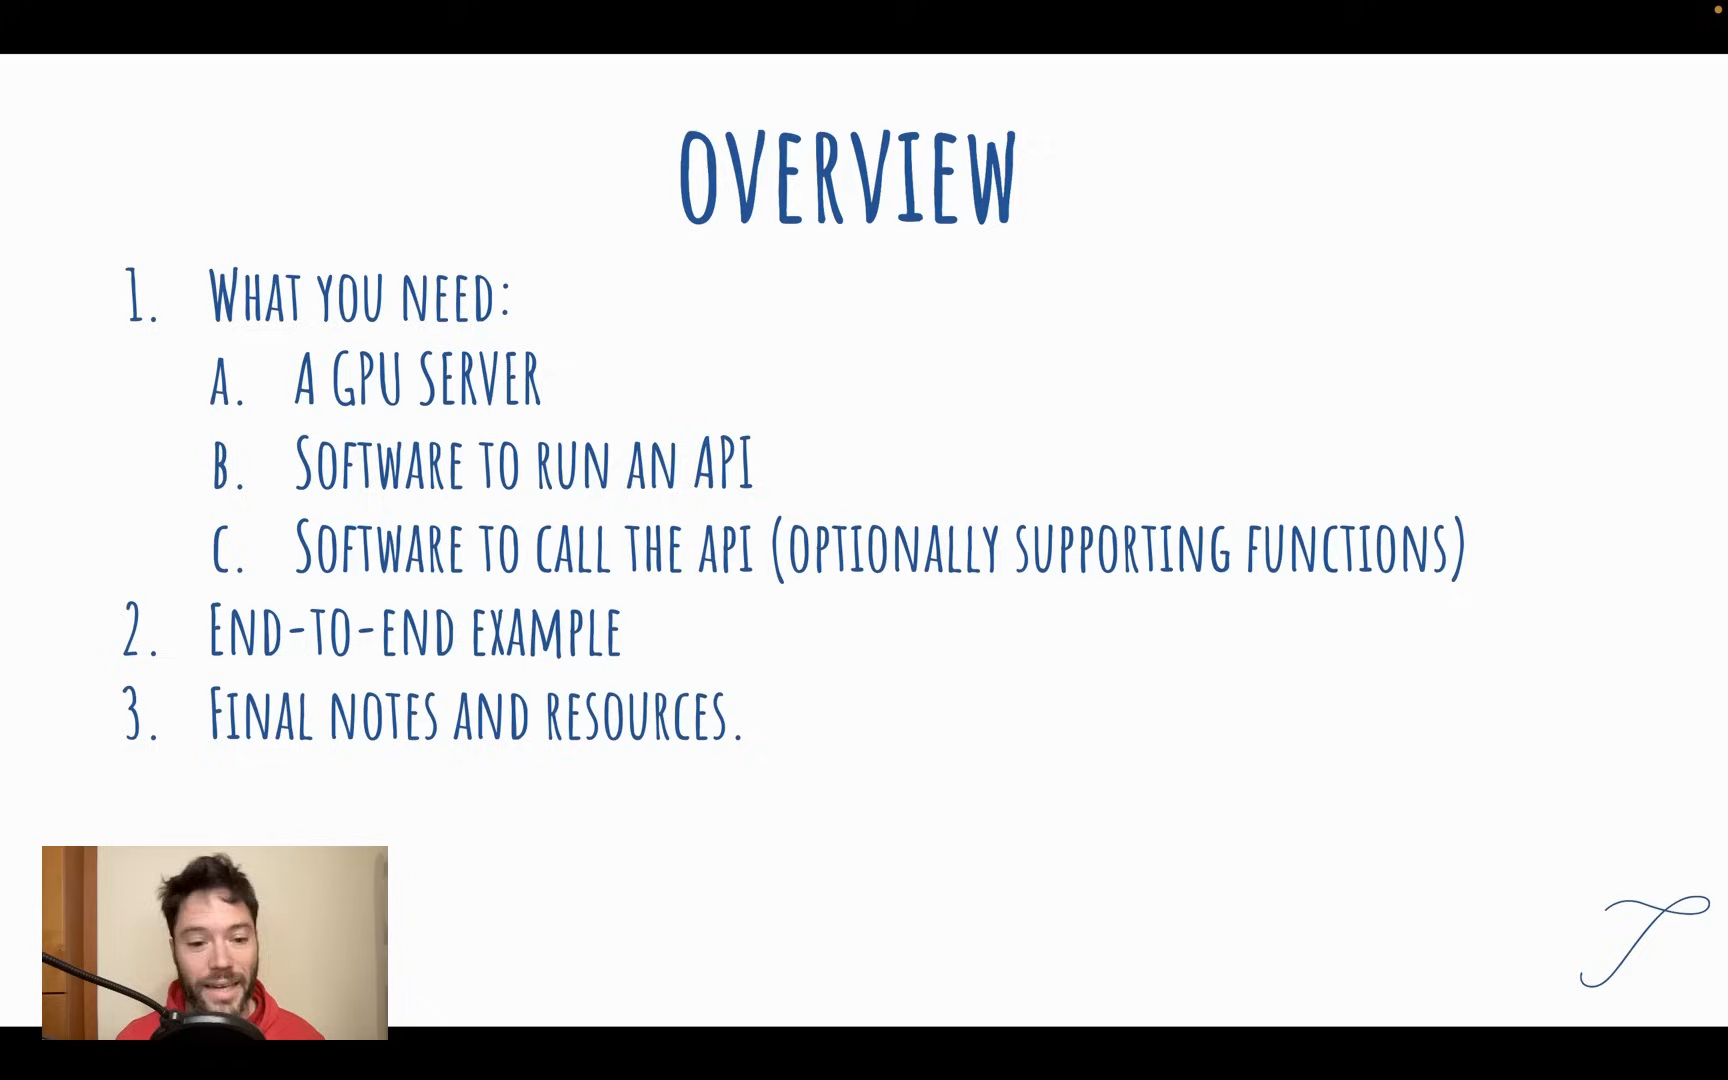 OVERVIEW
1. What you need:
A. A GPU SERVER
B. Software to run an API
C. Software to call the api (optionally supporting functions)
2. End-to-end example
3. Final notes and resources.
T